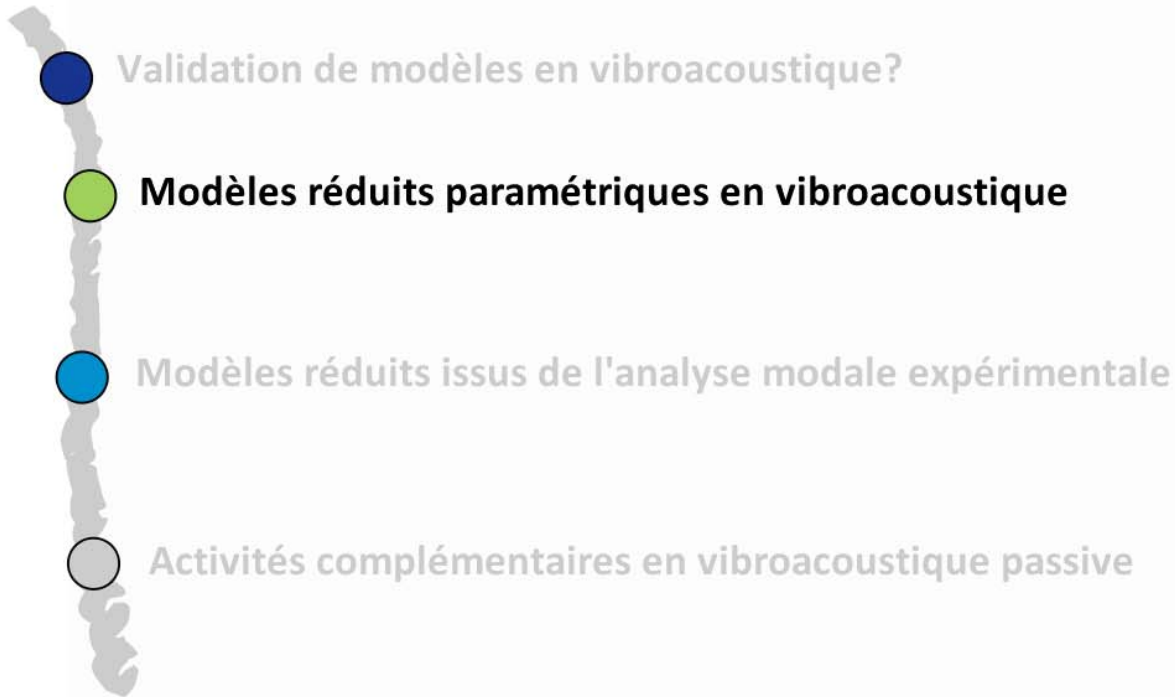 Validation de modèles en vibroacoustique?
Modèles réduits paramétriques en vibroacoustique
Modèles réduits issus de l'analyse modale expérimentale
Activités complémentaires en vibroacoustique passive